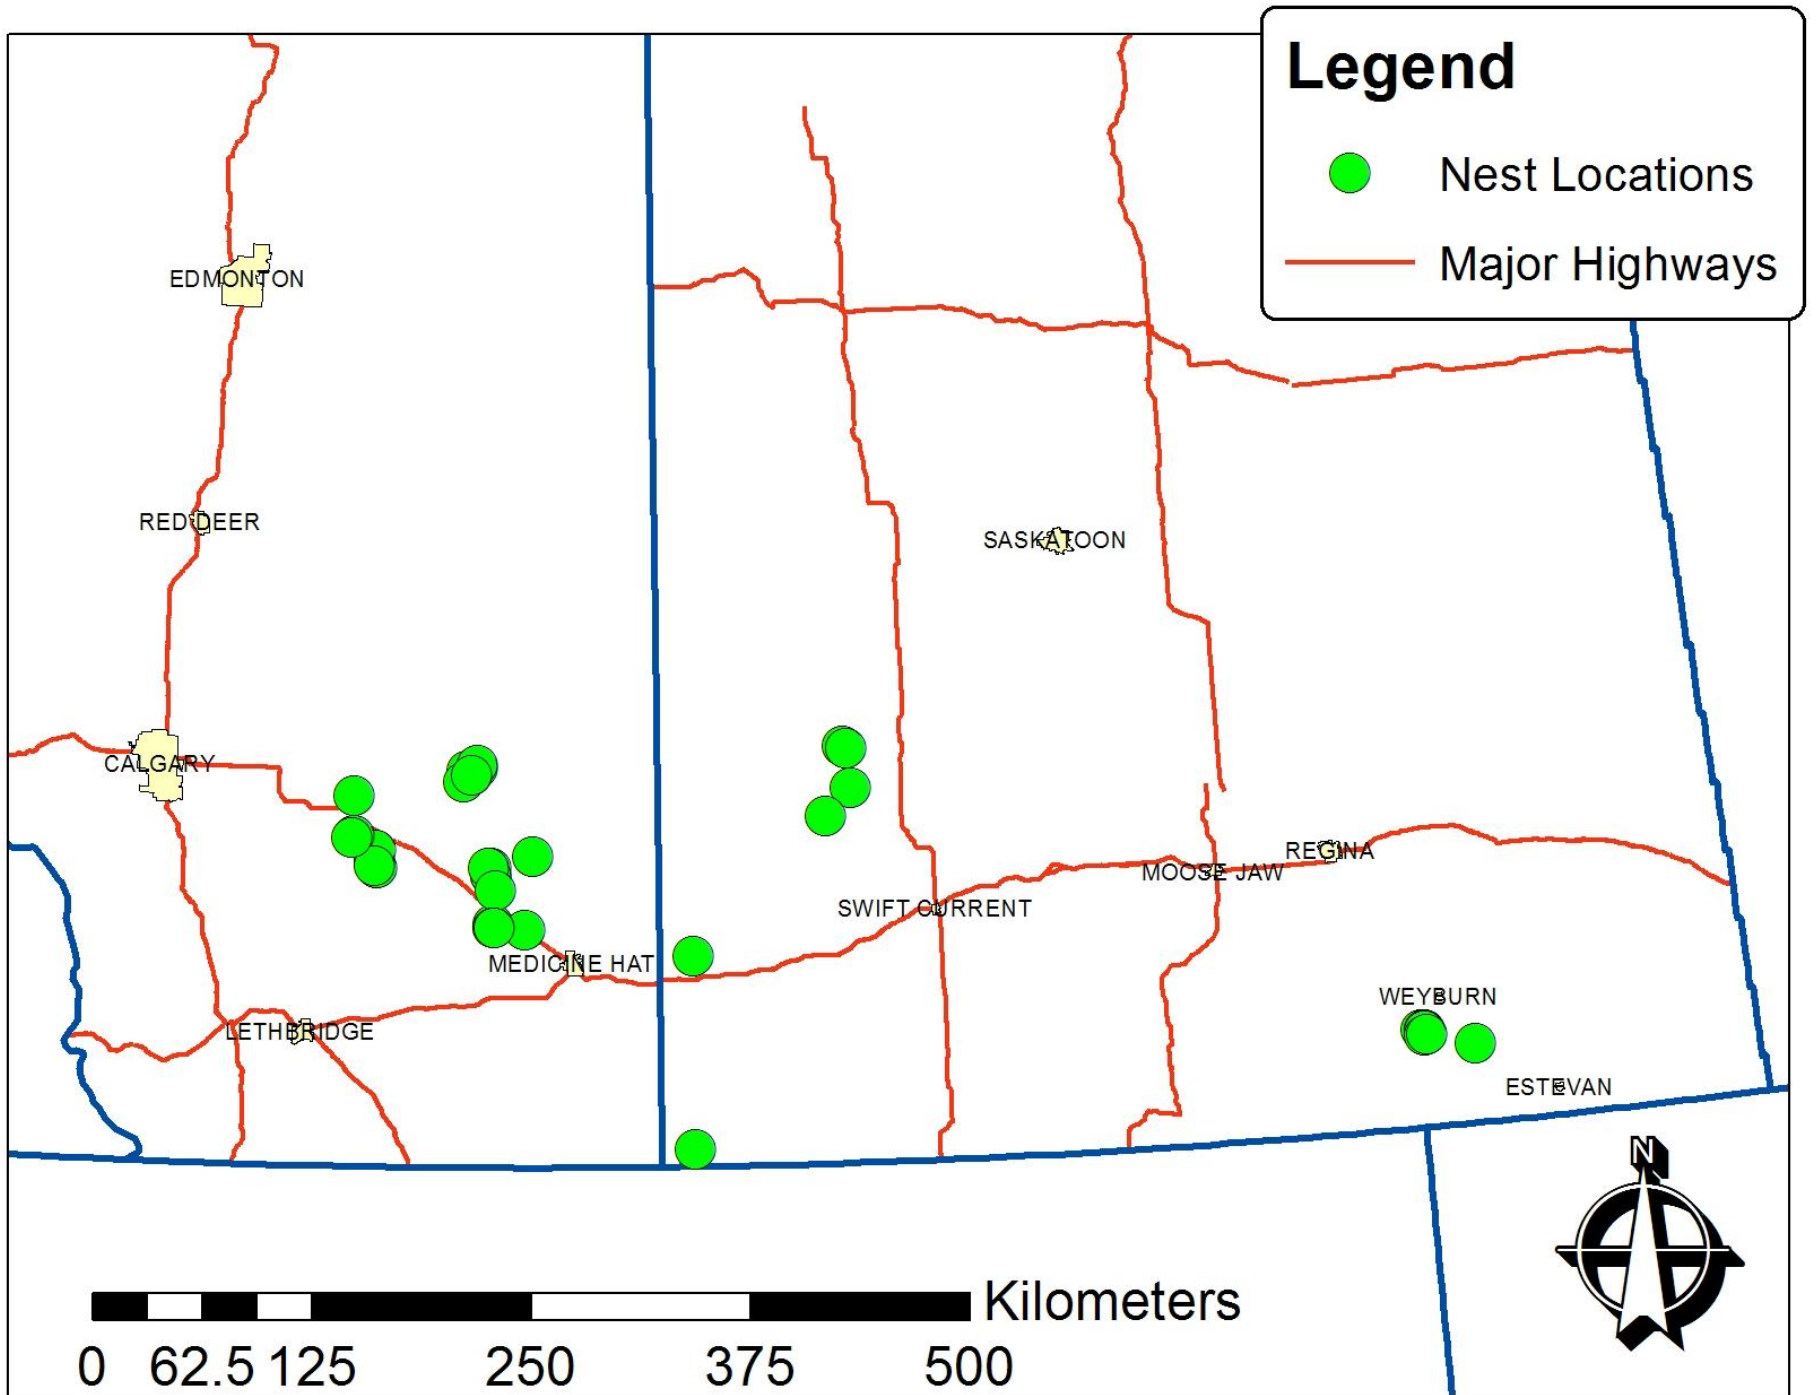 Legend
Nest Locations
Major Highways
EDMONTON
RED DEER
SASKATOON
CALGARY
REGINA
MOOSE JAW
SWIFT CURRENT
MEDICINE HAT
WEYBURN
LETHBRIDGE
ESTEVAN
N
Kilometers
0 62.5 125 250 375 500